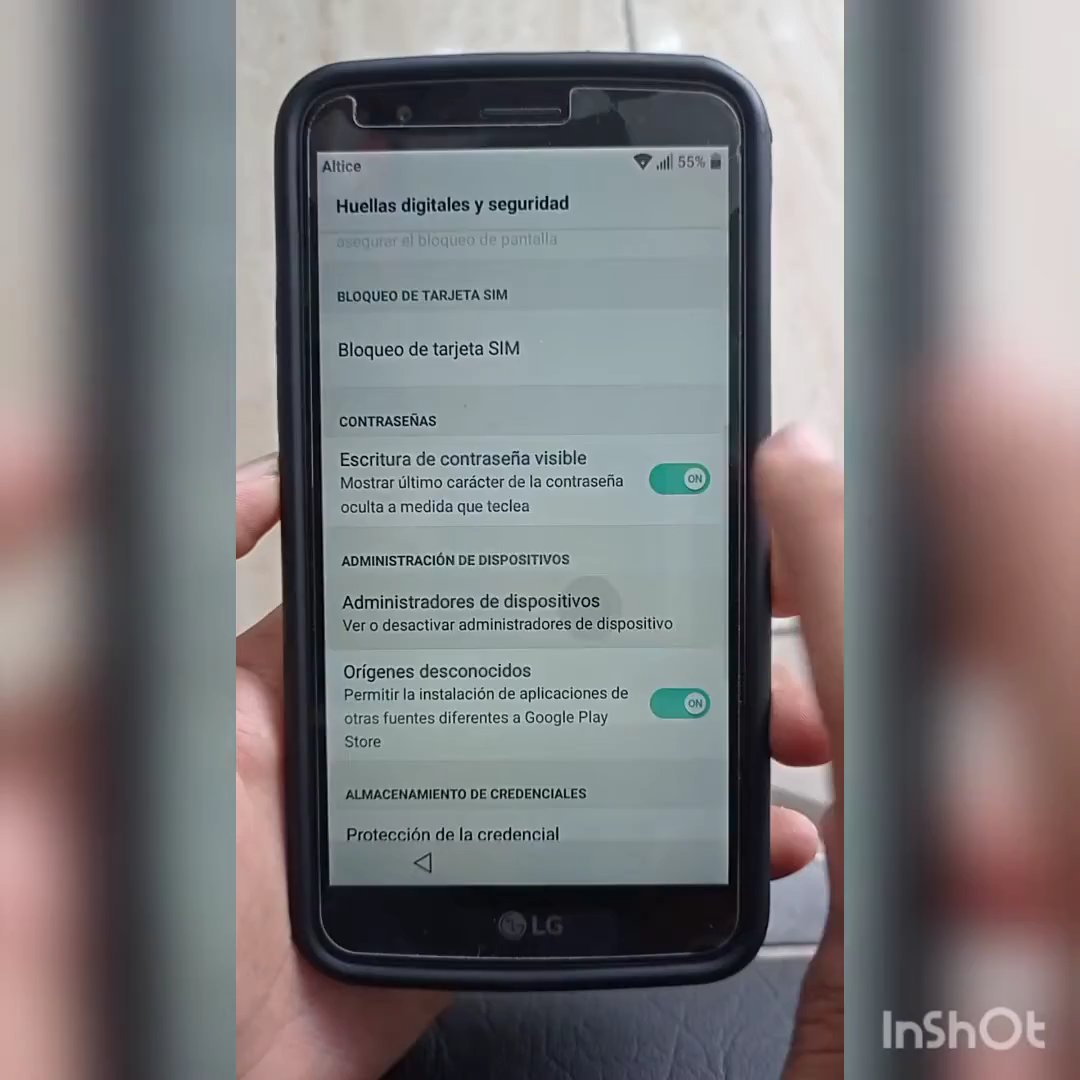 Altice
55%
Huellas digitales y seguridad
asegurar el bloqueo de pantalla
BLOQUEO DE TARJETA SIM
Bloqueo de tarjeta SIM
CONTRASEÑAS
Escritura de contraseña visible
Mostrar último carácter de la contraseña
oculta a medida que teclea
ON
ADMINISTRACIÓN DE DISPOSITIVOS
Administradores de dispositivos
Ver o desactivar administradores de dispositivo
Orígenes desconocidos
Permitir la instalación de aplicaciones de
otras fuentes diferentes a Google Play
Store
ON
ALMACENAMIENTO DE CREDENCIALES
Protección de la credencial
LG
InShOt